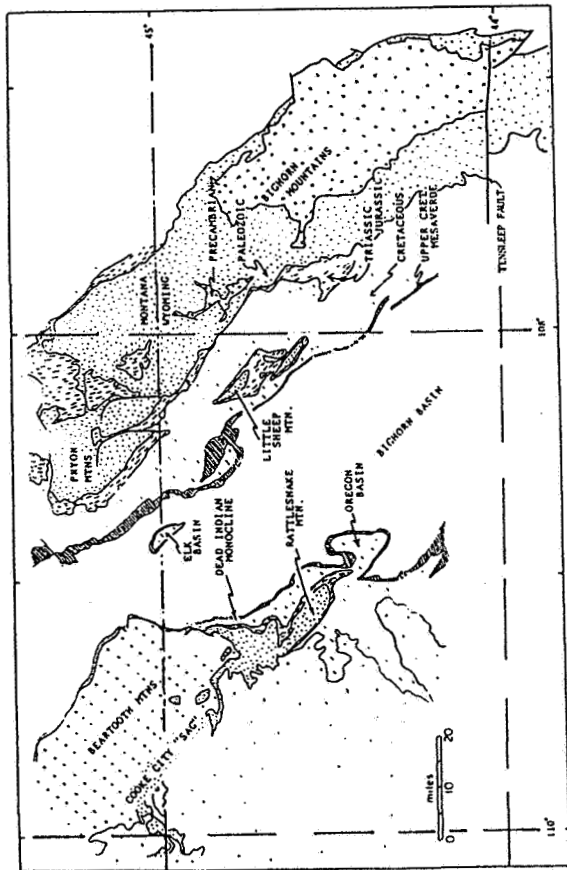 45°
44°
BIGHORN
MOUNTAINS
MONTANA
WYOMING
PRECAMBRIAN
PALEOZOIC
TRIASSIC
JURASSIC
CRETACEOUS
UPPER CRET.
MESAVERDE
TENSLEEP FAULT
108°
PRYOR
MTNS
LITTLE
SHEEP
MTN.
BIGHORN BASIN
ELK
BASIN
DEAD INDIAN
MONOCLINE
RATTLESNAKE
MTN.
OREGON
BASIN
BEARTOOTH MTNS
COOKE CITY "SAG"
miles
0 10 20
110°